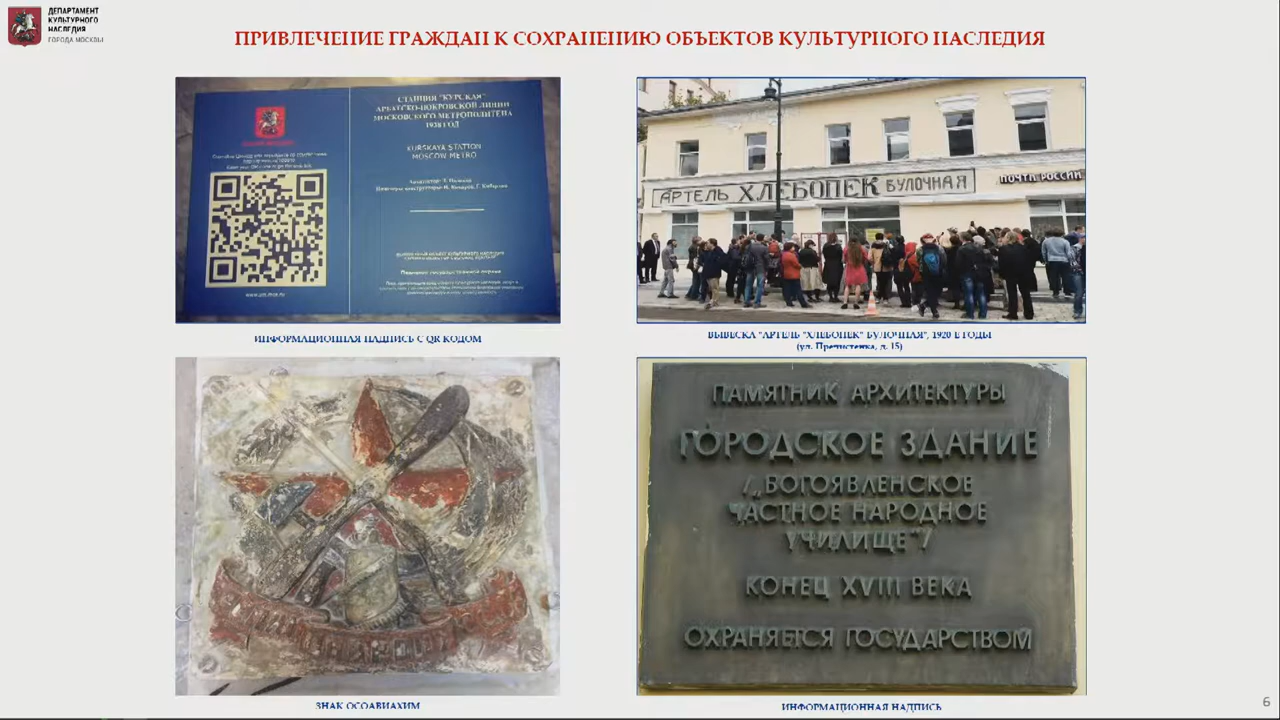 ДЕПАРТАМЕНТ
КУЛЬТУРНОГО
НАСЛЕДИЯ
ГОРОДА МОСКВЫ
ПРИВЛЕЧЕНИЕ ГРАЖДАН К СОХРАНЕНИЮ ОБЪЕКТОВ КУЛЬТУРНОГО НАСЛЕДИЯ
СТАНЦИЯ "КУРСКАЯ"
АРБАТСКО-ПОКРОВСКОЙ ЛИНИИ
МОСКОВСКОГО МЕТРОПОЛИТЕНА
1938 ГОД
KURSKAYA STATION
MOSCOW METRO
АРТЕЛЬ ХЛЕБОПЕК БУЛОЧНАЯ
ПОЧТА РОССИИ
ИНФОРМАЦИОННАЯ НАДПИСЬ С QR КОДОМ
ВЫВЕСКА "АРТЕЛЬ "ХЛЕБОПЕК" БУЛОЧНАЯ", 1920 Е ГОДЫ
(ул. Пречистенка, д. 15)
ПАМЯТНИК АРХИТЕКТУРЫ
ГОРОДСКОЕ ЗДАНИЕ
/„БОГОЯВЛЕНСКОЕ
ЧАСТНОЕ НАРОДНОЕ
УЧИЛИЩЕ"/
КОНЕЦ XVIII ВЕКА
ОХРАНЯЕТСЯ ГОСУДАРСТВОМ
ЗНАК ОСОАВИАХИМ
ИНФОРМАЦИОННАЯ НАДПИСЬ
6